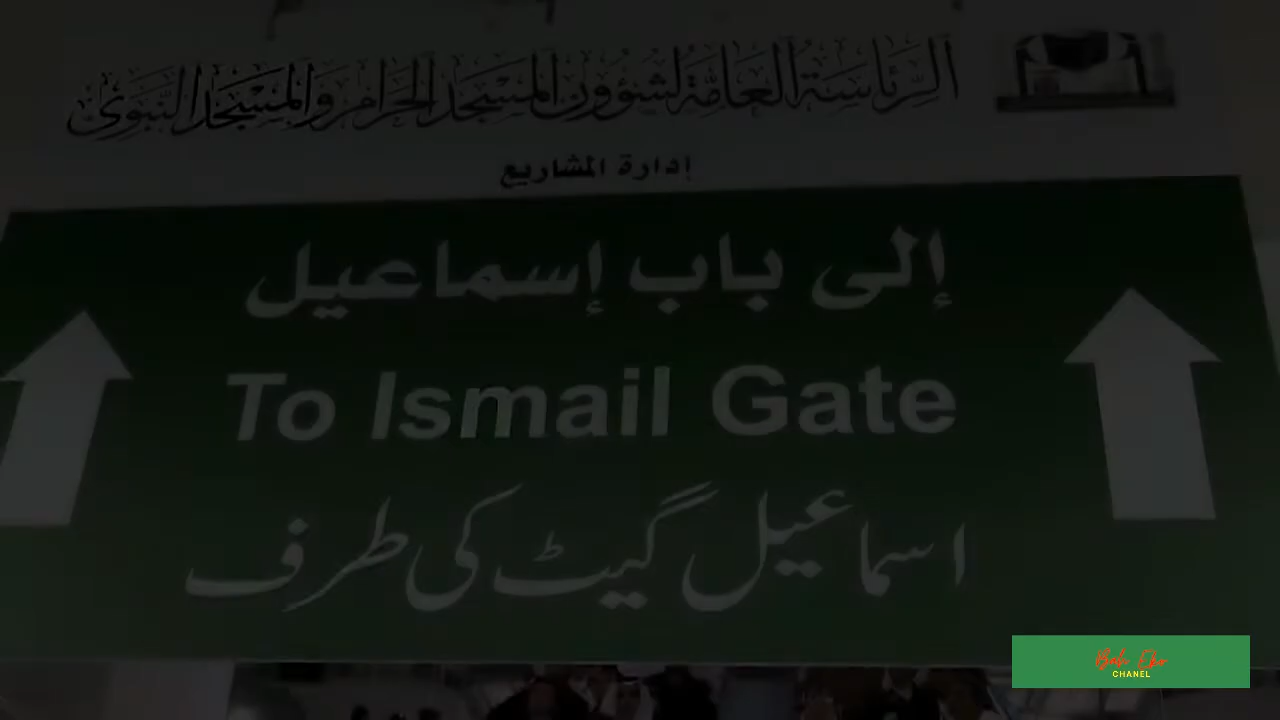 الرئاسة العامة لشؤون المسجد الحرام والمسجد النبوي
إدارة المشاريع
إلى باب إسماعيل
To Ismail Gate
اسماعیل گیٹ کی طرف
CHANEL